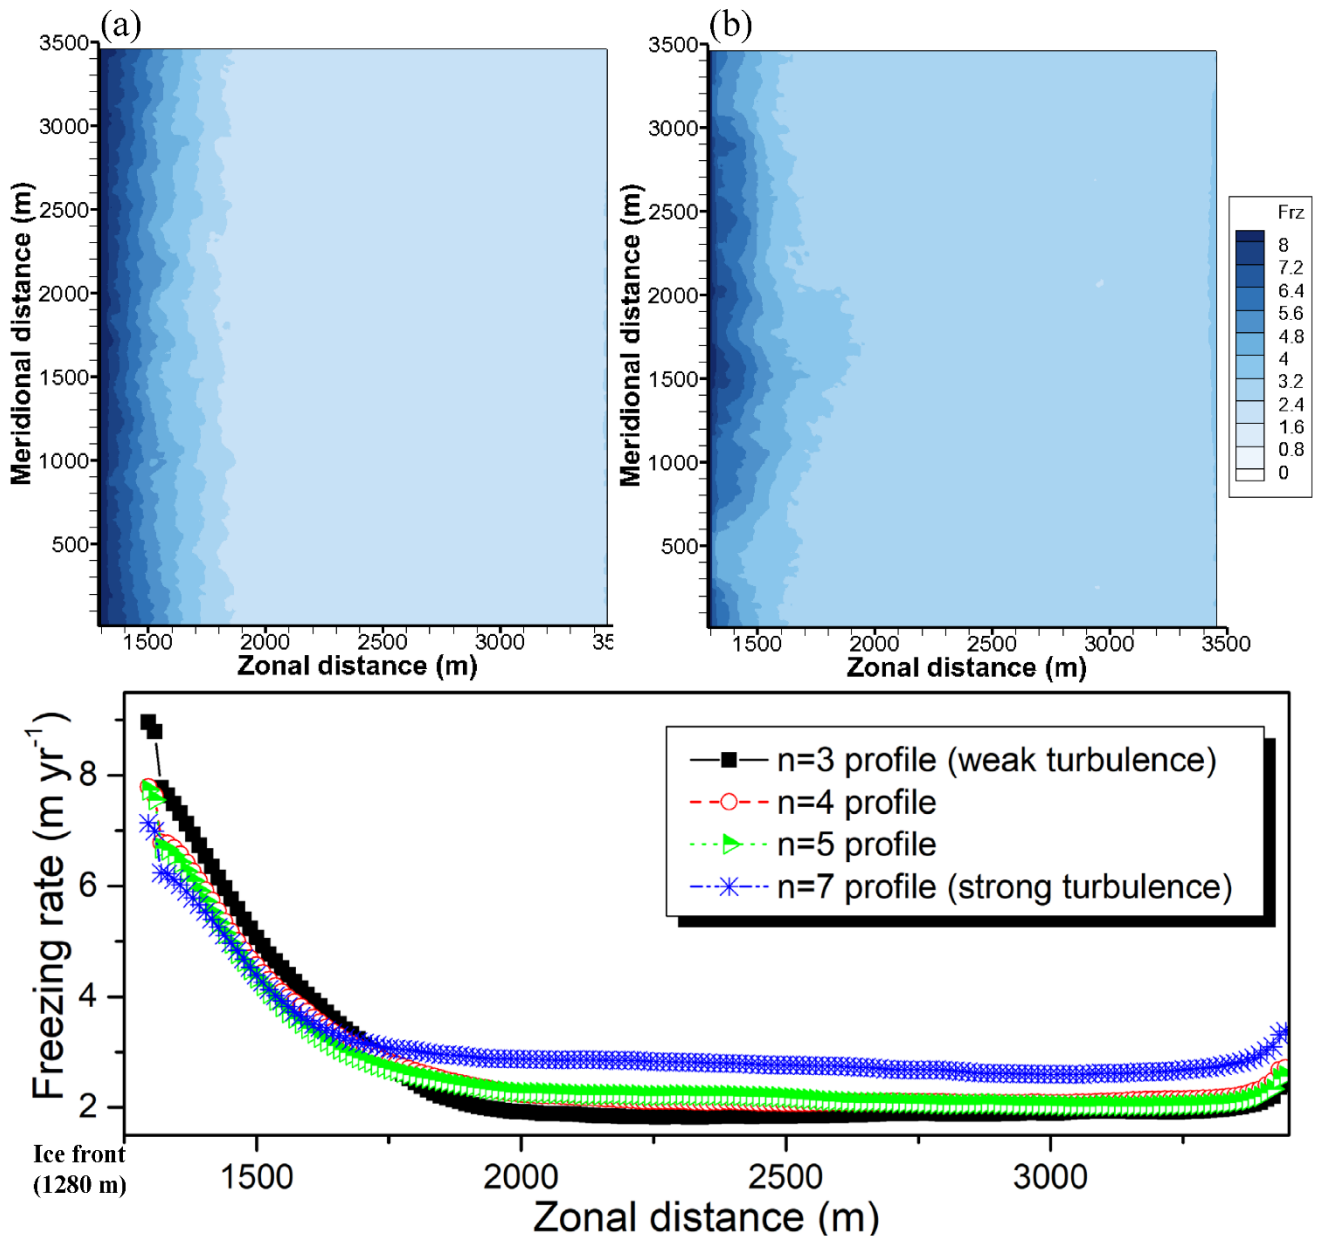 (a)
3500
3000
2500
2000
1500
1000
500
Meridional distance (m)
1500 2000 2500 3000 35
Zonal distance (m)
(b)
3500
3000
2500
2000
1500
1000
500
Meridional distance (m)
1500 2000 2500 3000 3500
Zonal distance (m)
Frz
8
7.2
6.4
5.6
4.8
4
3.2
2.4
1.6
0.8
0
Freezing rate (m yr-1)
8
6
4
2
n=3 profile (weak turbulence)
n=4 profile
n=5 profile
n=7 profile (strong turbulence)
Ice front
(1280 m)
1500 2000 2500 3000
Zonal distance (m)